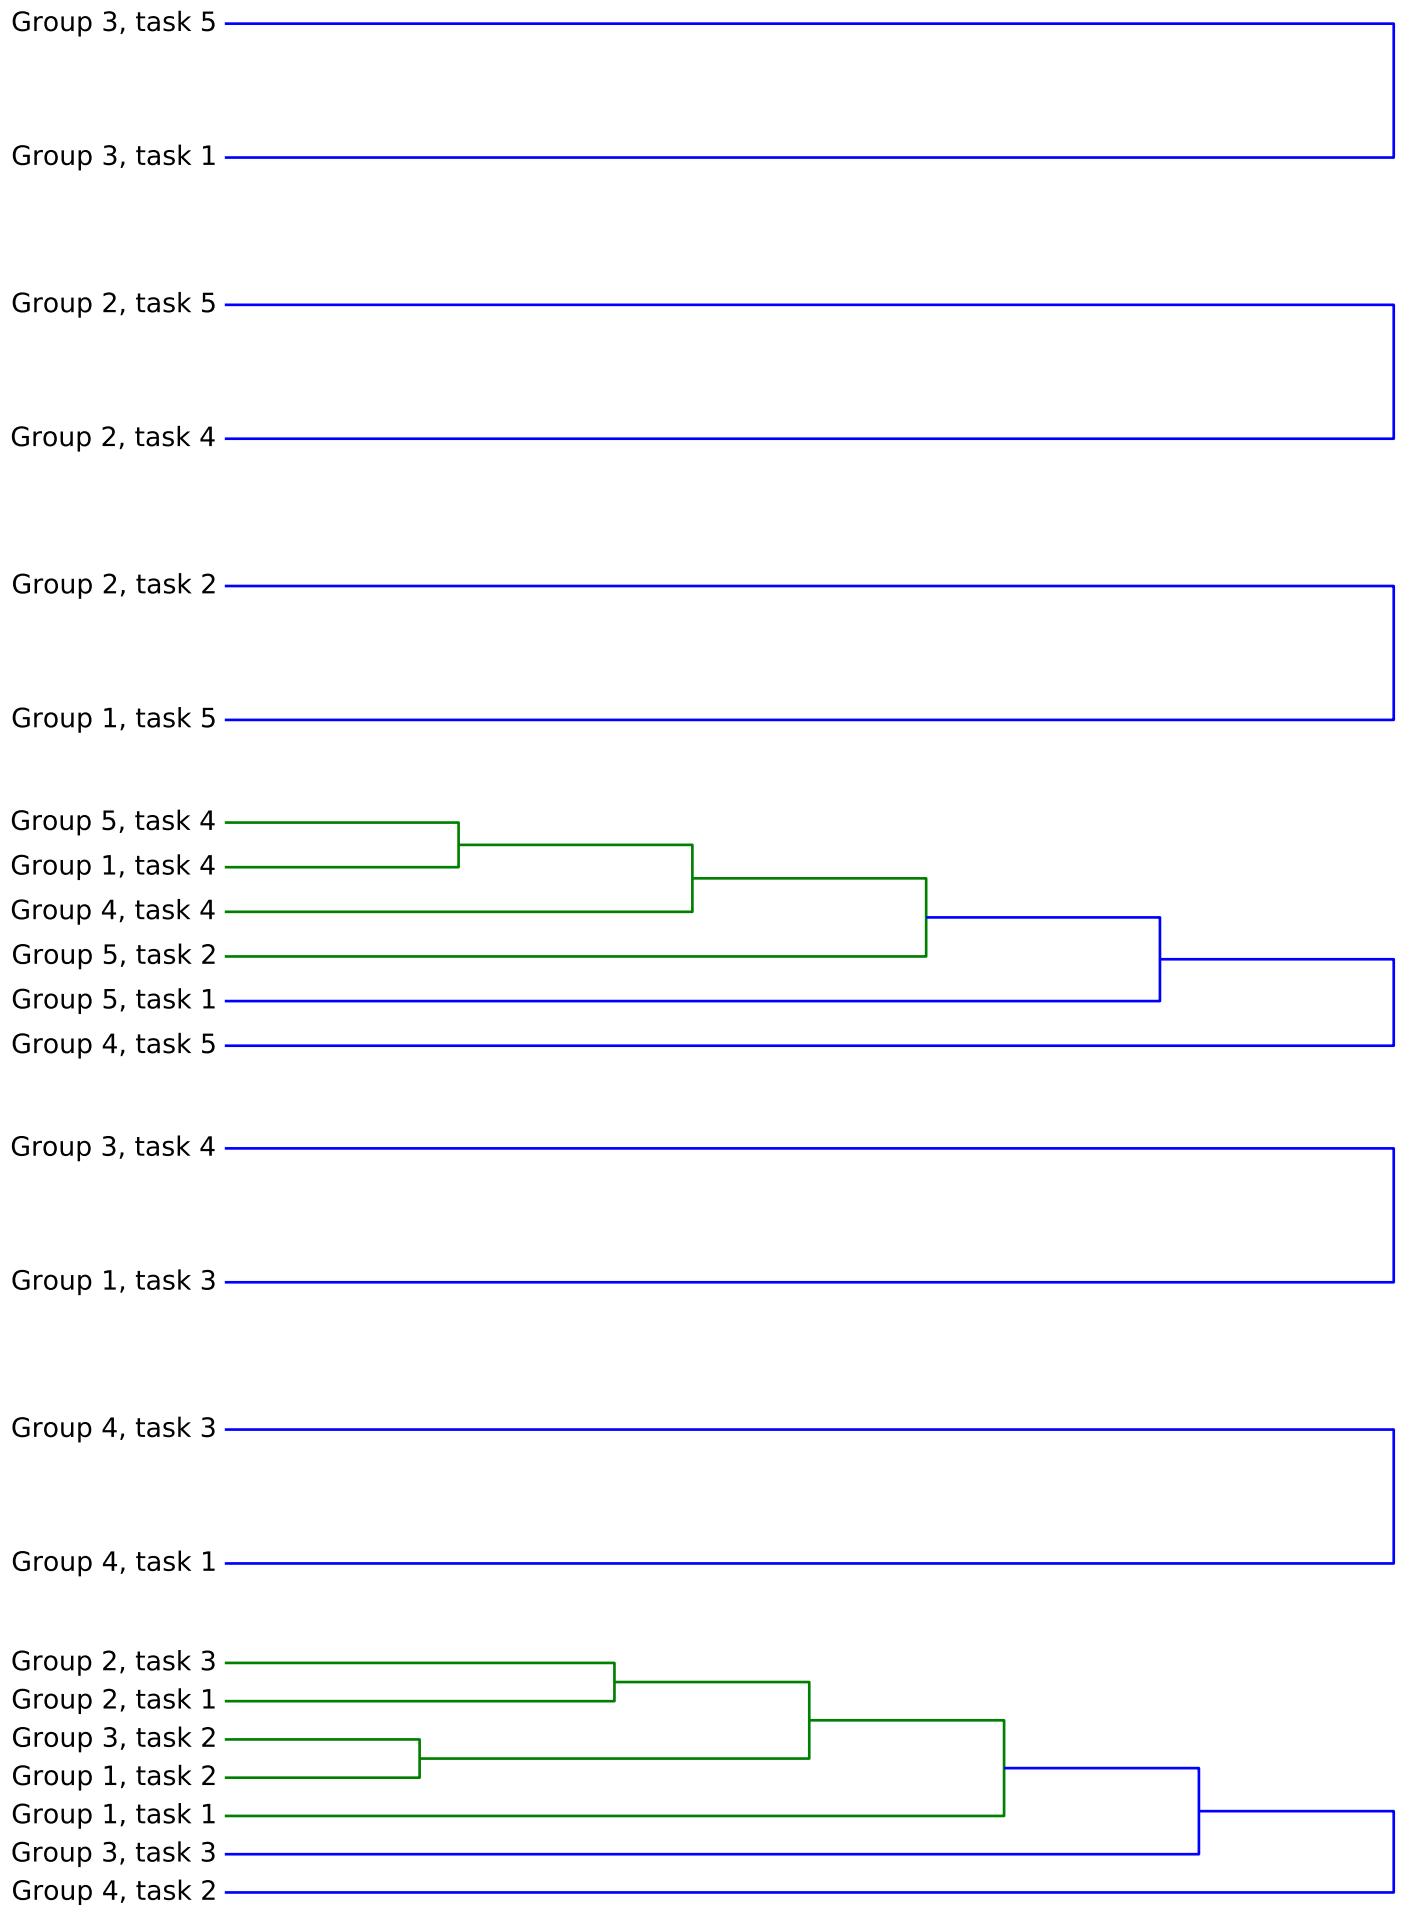 Group 3, task 5
Group 3, task 1
Group 2, task 5
Group 2, task 4
Group 2, task 2
Group 1, task 5
Group 5, task 4
Group 1, task 4
Group 4, task 4
Group 5, task 2
Group 5, task 1
Group 4, task 5
Group 3, task 4
Group 1, task 3
Group 4, task 3
Group 4, task 1
Group 2, task 3
Group 2, task 1
Group 3, task 2
Group 1, task 2
Group 1, task 1
Group 3, task 3
Group 4, task 2